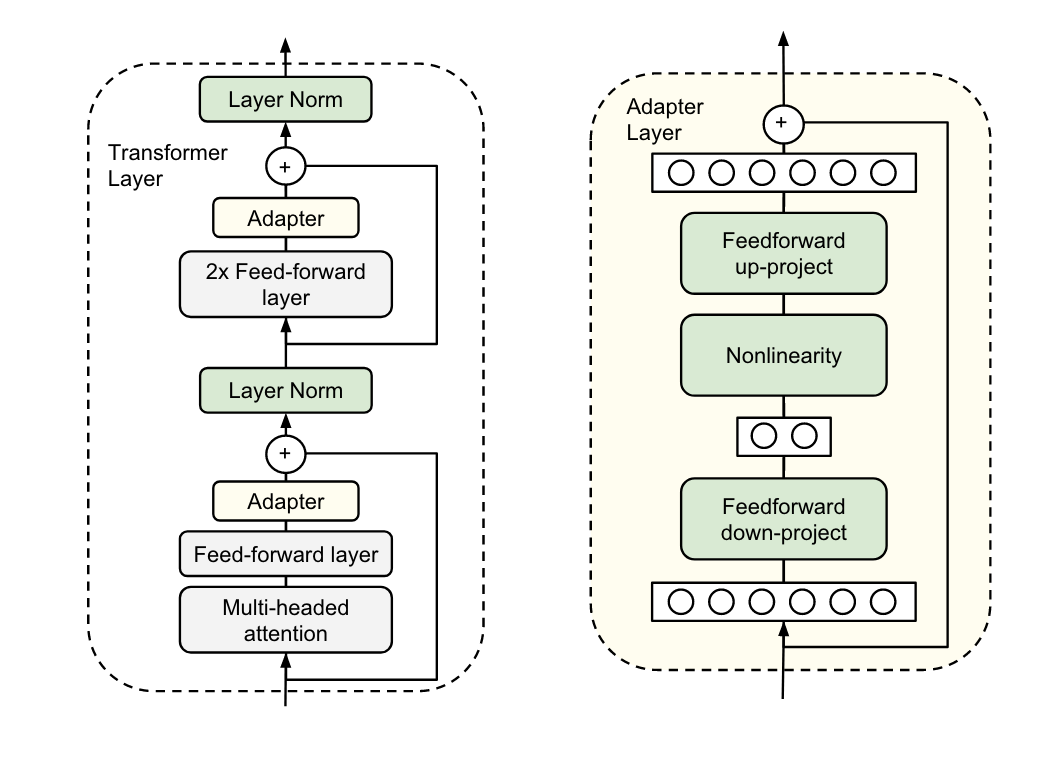 Transformer
Layer
Layer Norm
+
Adapter
2x Feed-forward
layer
Layer Norm
+
Adapter
Feed-forward layer
Multi-headed
attention
Adapter
Layer
+
Feedforward
up-project
Nonlinearity
Feedforward
down-project